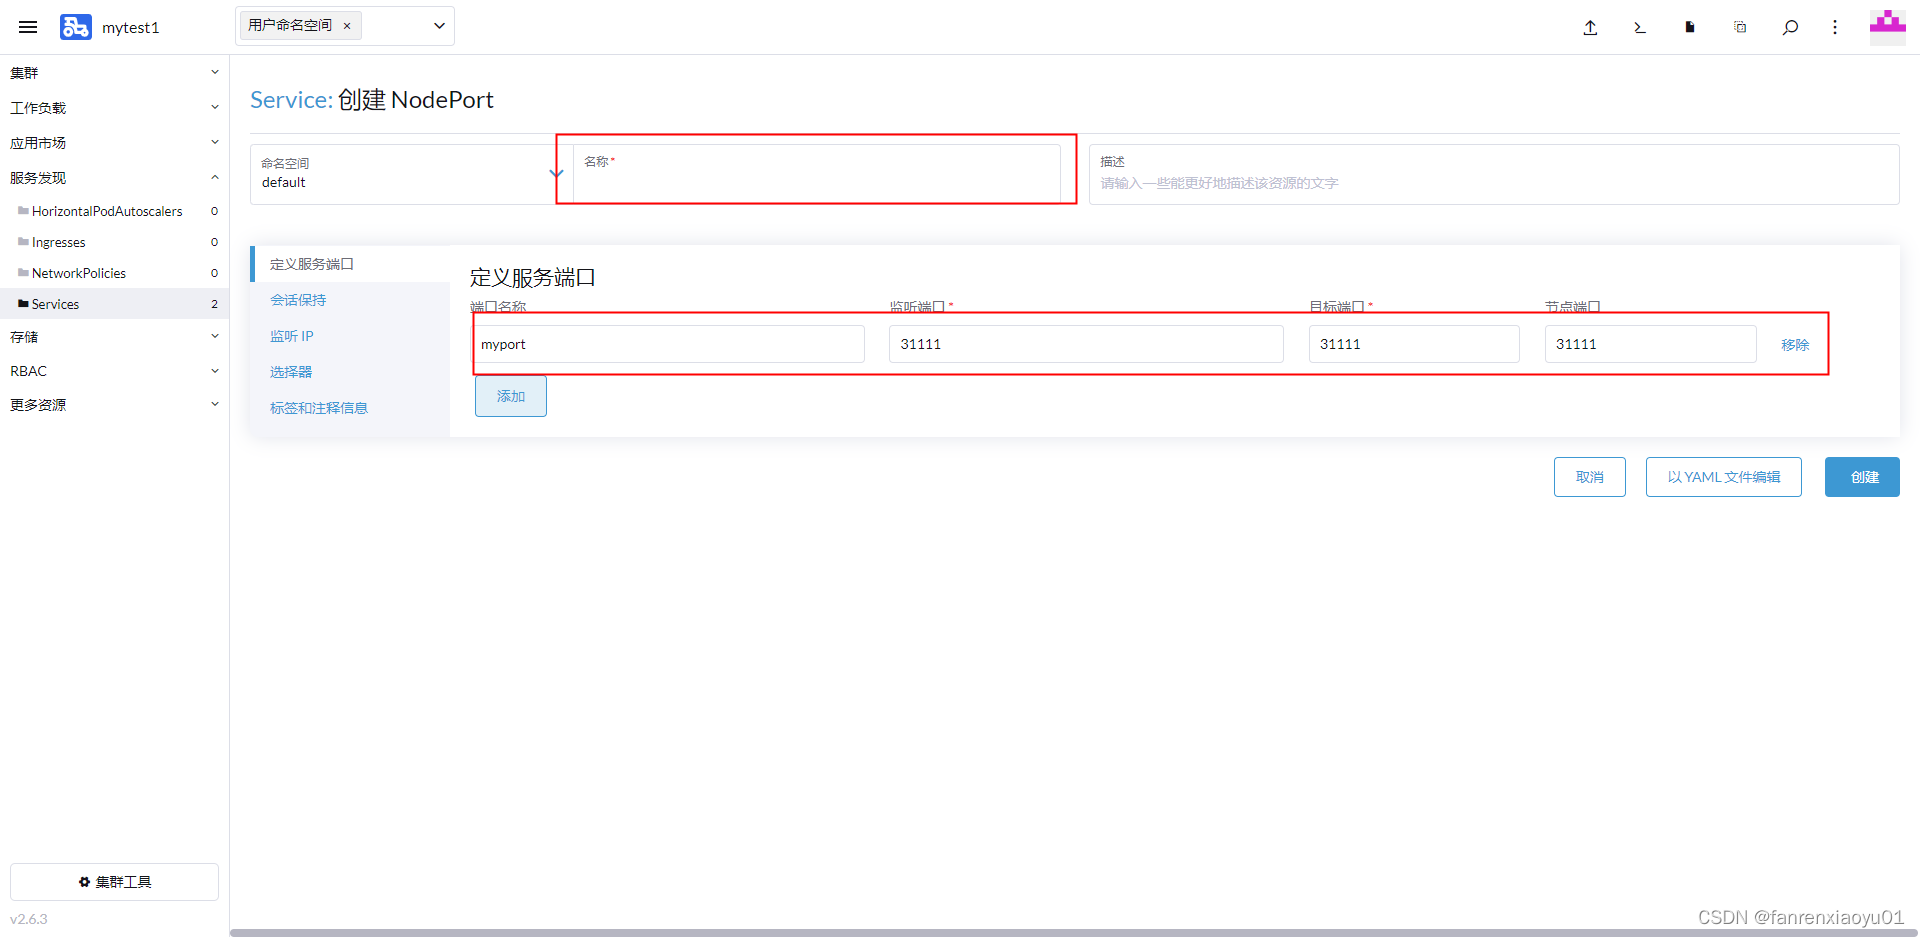 mytest1
用户命名空间 ×
集群
工作负载
应用市场
服务发现
HorizontalPodAutoscalers 0
Ingresses 0
NetworkPolicies 0
Services 2
存储
RBAC
更多资源
集群工具
v2.6.3
Service: 创建 NodePort
命名空间
default
名称*
描述
请输入一些能更好地描述该资源的文字
定义服务端口
会话保持
监听 IP
选择器
标签和注释信息
定义服务端口
端口名称 监听端口* 目标端口* 节点端口
myport 31111 31111 31111 移除
添加
取消 以 YAML 文件编辑 创建
CSDN @fanrenxiaoyu01